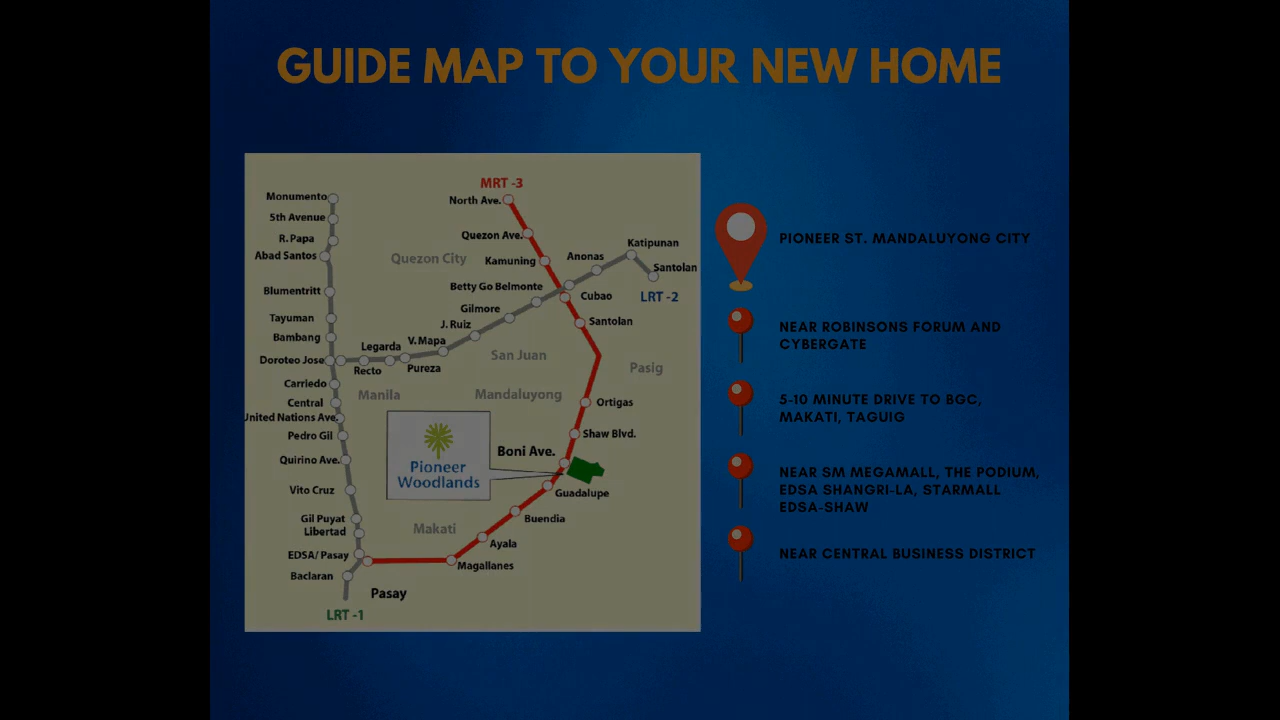 GUIDE MAP TO YOUR NEW HOME
MRT -3
Monumento
5th Avenue
R. Papa
Abad Santos
Blumentritt
Tayuman
Bambang
Doroteo Jose
Carriedo
Central
United Nations Ave.
Pedro Gil
Quirino Ave.
Vito Cruz
Gil Puyat
Libertad
EDSA/ Pasay
Baclaran
LRT -1
Pasay
North Ave.
Quezon Ave.
Quezon City
Kamuning
Anonas
Katipunan
Santolan
LRT -2
Betty Go Belmonte
Cubao
Gilmore
Santolan
J. Ruiz
V. Mapa
Legarda
Recto
Pureza
San Juan
Pasig
Manila
Mandaluyong
Ortigas
Shaw Blvd.
Boni Ave.
Pioneer
Woodlands
Guadalupe
Buendia
Makati
Ayala
Magallanes
PIONEER ST. MANDALUYONG CITY
NEAR ROBINSONS FORUM AND
CYBERGATE
5-10 MINUTE DRIVE TO BGC,
MAKATI, TAGUIG
NEAR SM MEGAMALL, THE PODIUM,
EDSA SHANGRI-LA, STARMALL
EDSA-SHAW
NEAR CENTRAL BUSINESS DISTRICT